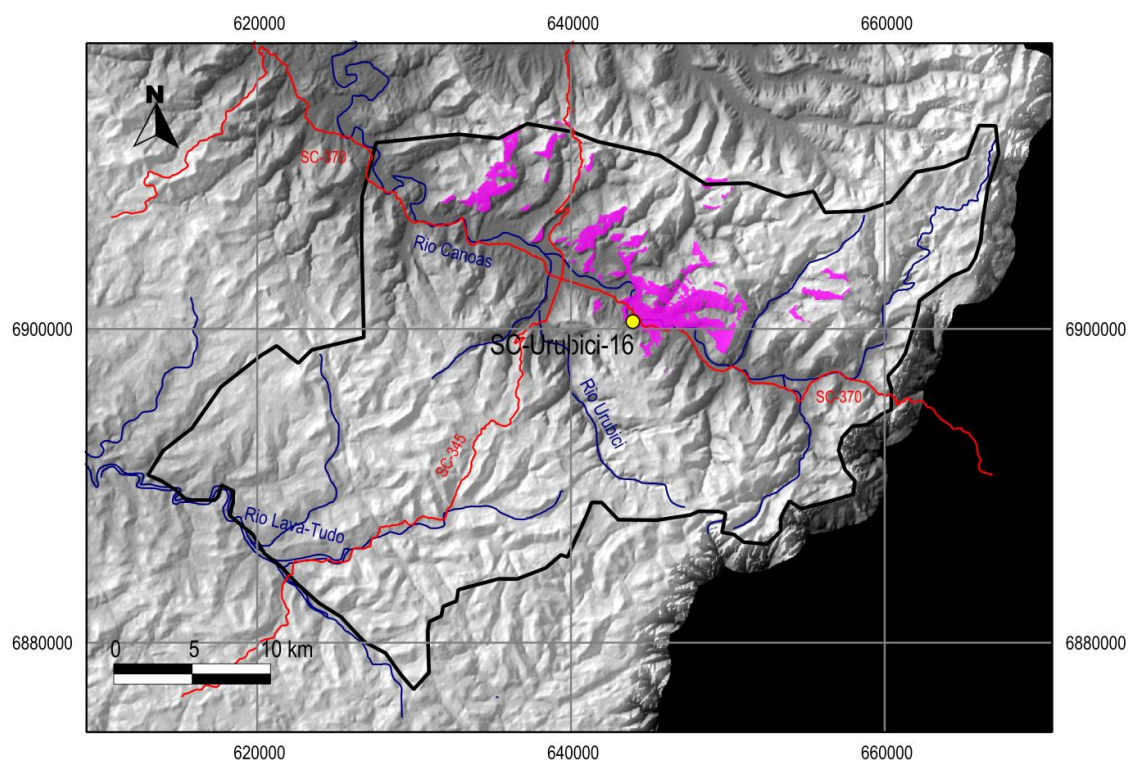 620000 640000 660000
N
SC-370
Rio Canoas
6900000 6900000
SC-Urubici-16
SC-370
Rio Urubici
SC-345
Rio Lava-Tudo
0 5 10 km
6880000 6880000
620000 640000 660000